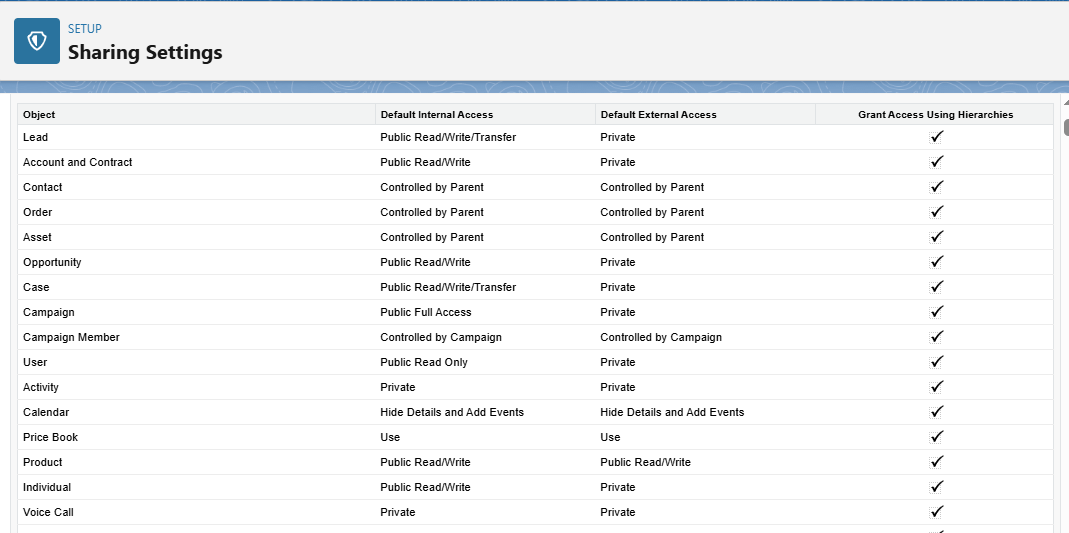 SETUP
Sharing Settings
Object Default Internal Access Default External Access Grant Access Using Hierarchies
Lead Public Read/Write/Transfer Private
Account and Contract Public Read/Write Private
Contact Controlled by Parent Controlled by Parent
Order Controlled by Parent Controlled by Parent
Asset Controlled by Parent Controlled by Parent
Opportunity Public Read/Write Private
Case Public Read/Write/Transfer Private
Campaign Public Full Access Private
Campaign Member Controlled by Campaign Controlled by Campaign
User Public Read Only Private
Activity Private Private
Calendar Hide Details and Add Events Hide Details and Add Events
Price Book Use Use
Product Public Read/Write Public Read/Write
Individual Public Read/Write Private
Voice Call Private Private